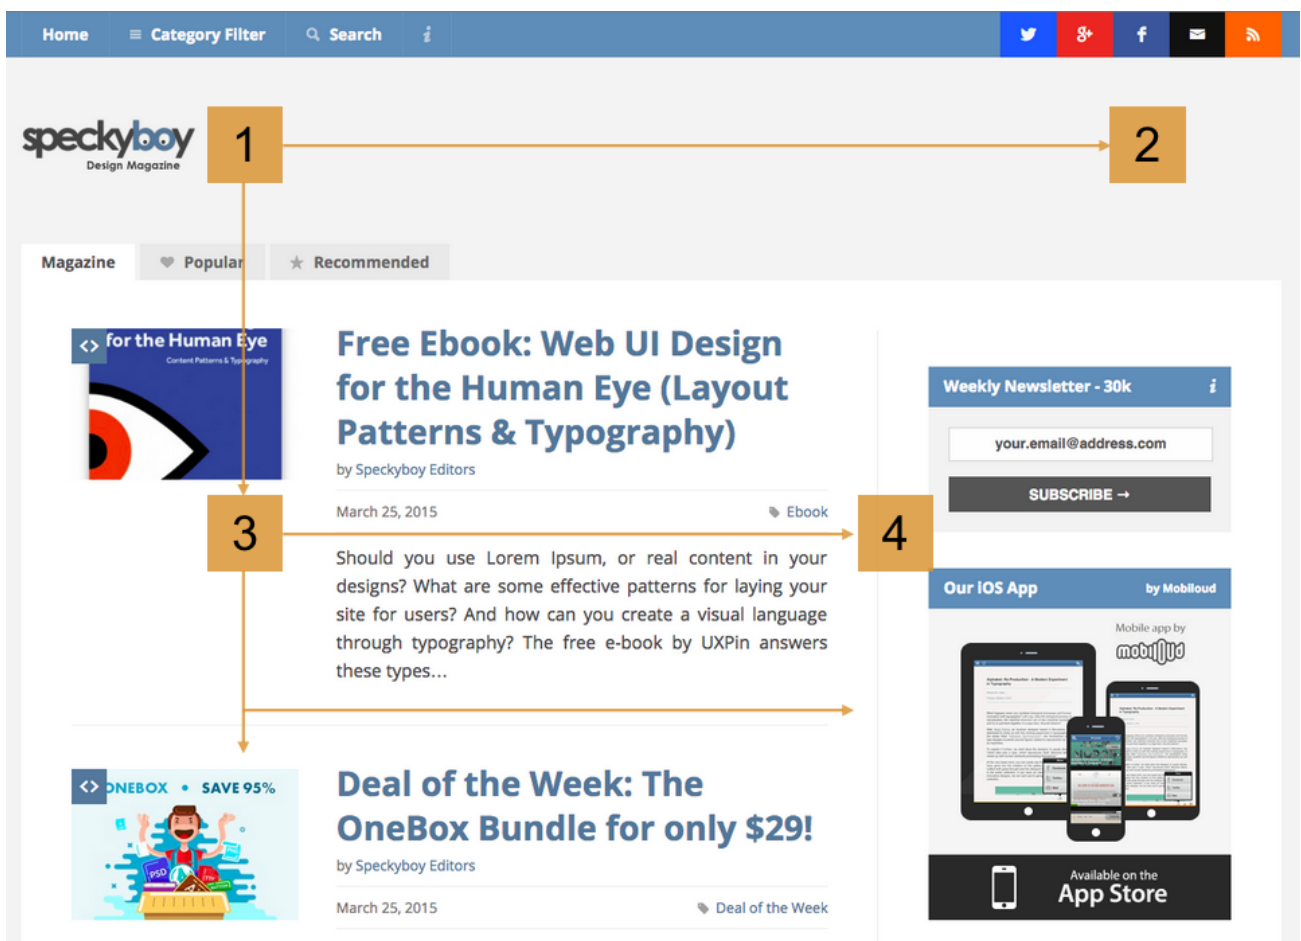 Home
Category Filter
Search
i
g+
f
speckyboy
Design Magazine
1
2
Magazine
Popular
Recommended
for the Human Eye
Content Patterns & Typography
Free Ebook: Web UI Design
for the Human Eye (Layout
Patterns & Typography)
by Speckyboy Editors
March 25, 2015
Ebook
3
4
Should you use Lorem Ipsum, or real content in your
designs? What are some effective patterns for laying your
site for users? And how can you create a visual language
through typography? The free e-book by UXPin answers
these types...
Weekly Newsletter - 30k
i
your.email@address.com
SUBSCRIBE →
Our iOS App
by Mobiloud
Mobile app by
mobiloud
Available on the
App Store
ONEBOX • SAVE 95%
PSD
Deal of the Week: The
OneBox Bundle for only $29!
by Speckyboy Editors
March 25, 2015
Deal of the Week